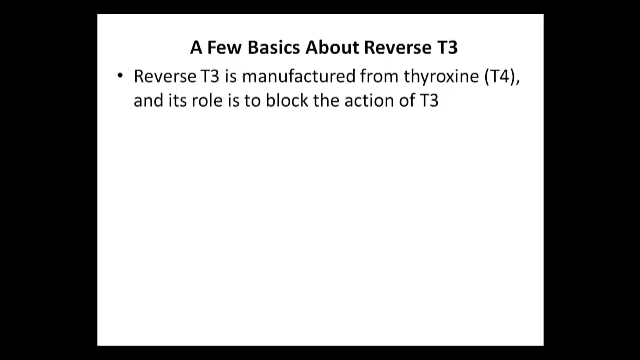 A Few Basics About Reverse T3
• Reverse T3 is manufactured from thyroxine (T4),
and its role is to block the action of T3